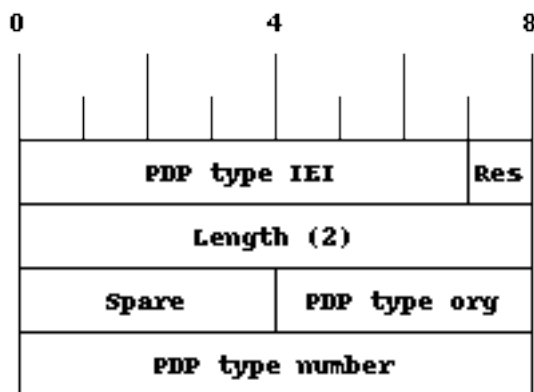 0 4 8
PDP type IEI Res
Length (2)
Spare PDP type org
PDP type number